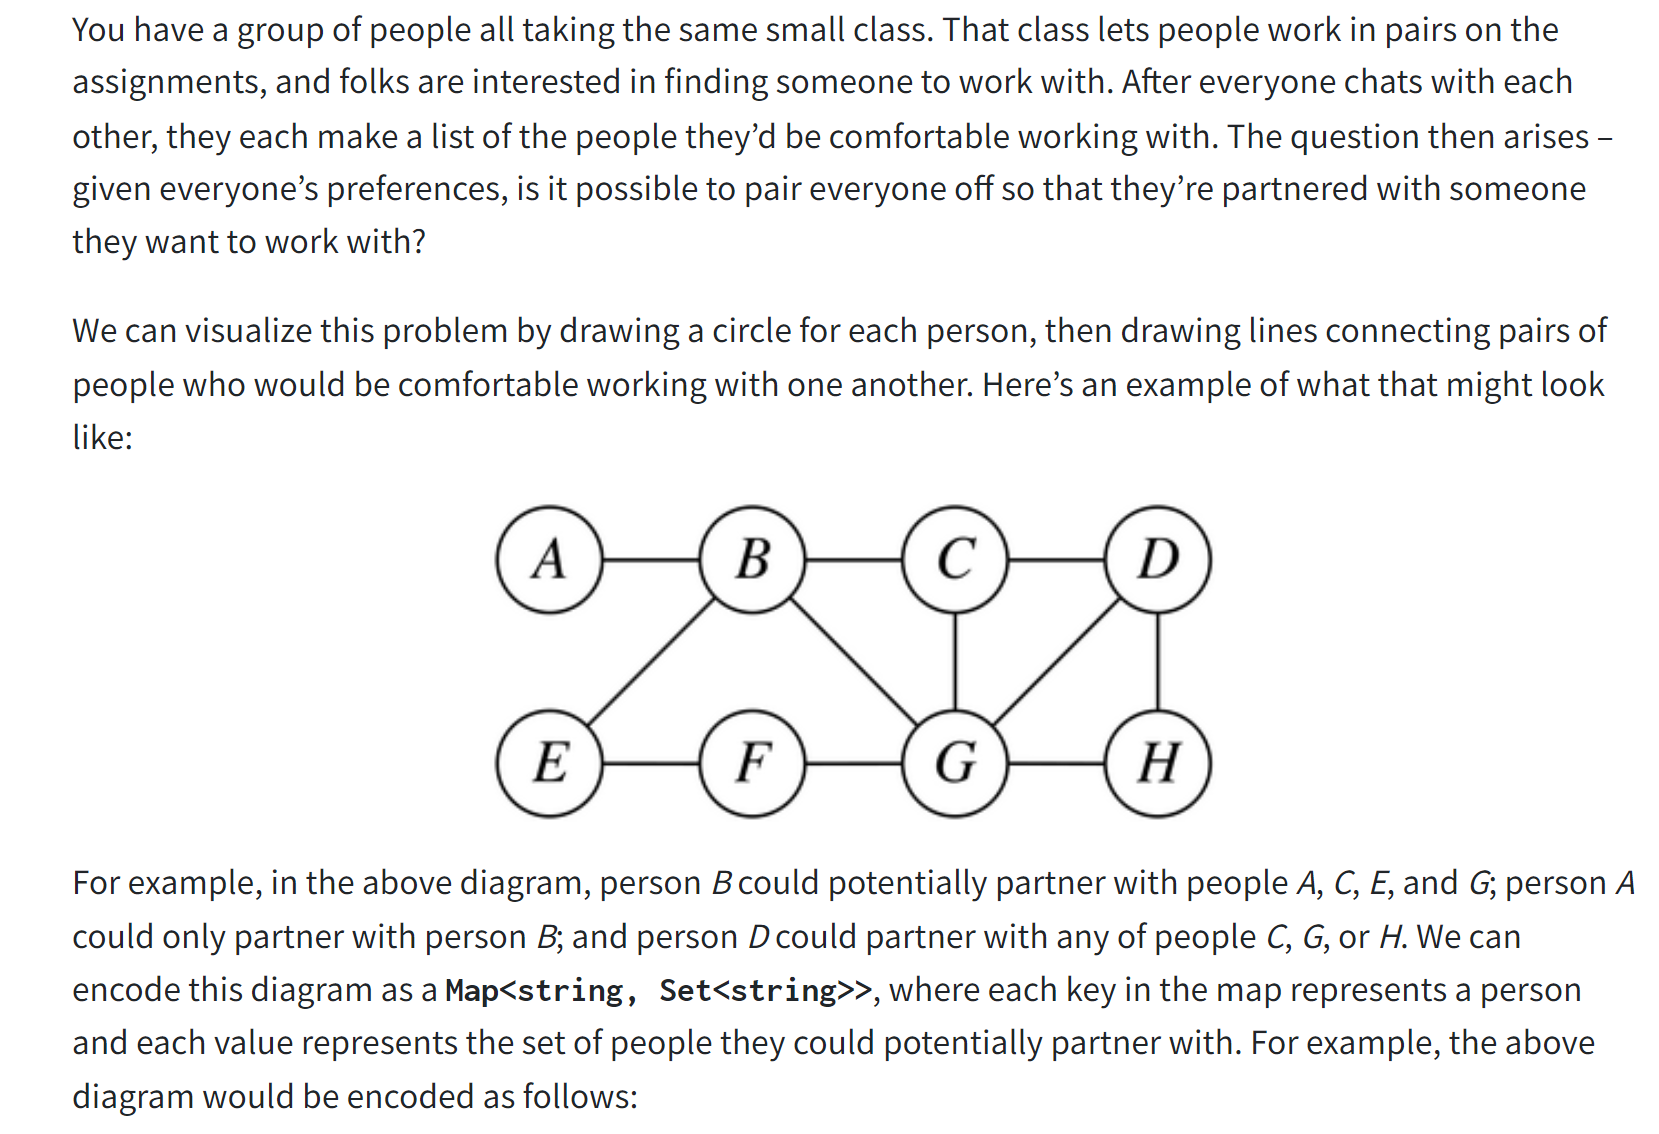 You have a group of people all taking the same small class. That class lets people work in pairs on the
assignments, and folks are interested in finding someone to work with. After everyone chats with each
other, they each make a list of the people they’d be comfortable working with. The question then arises –
given everyone’s preferences, is it possible to pair everyone off so that they’re partnered with someone
they want to work with?
We can visualize this problem by drawing a circle for each person, then drawing lines connecting pairs of
people who would be comfortable working with one another. Here’s an example of what that might look
like:
A B C D
E F G H
For example, in the above diagram, person B could potentially partner with people A, C, E, and G; person A
could only partner with person B; and person D could partner with any of people C, G, or H. We can
encode this diagram as a Map<string, Set<string>>, where each key in the map represents a person
and each value represents the set of people they could potentially partner with. For example, the above
diagram would be encoded as follows: